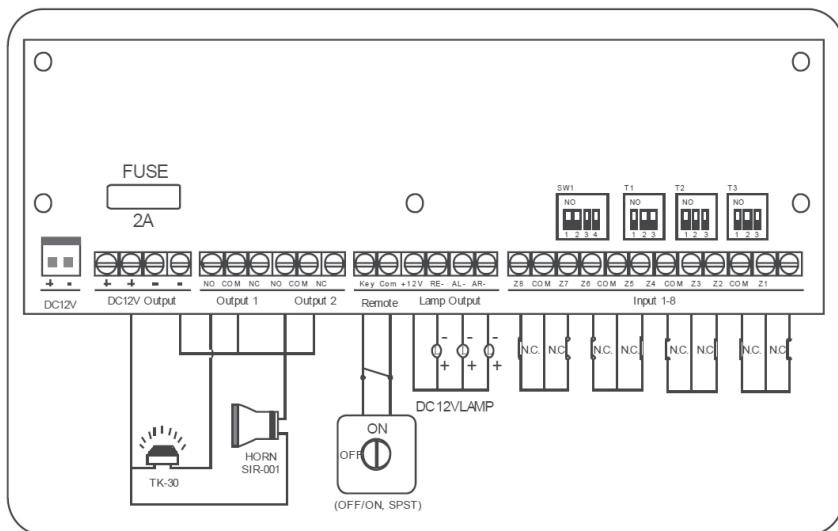 FUSE
2A
SW1
NO
1 2 3 4
T1
NO
1 2 3
T2
NO
1 2 3
T3
NO
1 2 3
+ -
DC12V
+ + - -
DC12V Output
NO COM NC NO COM NC
Output 1 Output 2
Key Com +12V RE- AL- AR-
Remote Lamp Output
Z8 COM Z7 Z6 COM Z5 Z4 COM Z3 Z2 COM Z1
Input 1-8
- - -
L L L
+ + +
N.C. N.C. N.C. N.C. N.C. N.C. N.C. N.C.
DC12VLAMP
TK-30
HORN
SIR-001
ON
OFF
(OFF/ON, SPST)